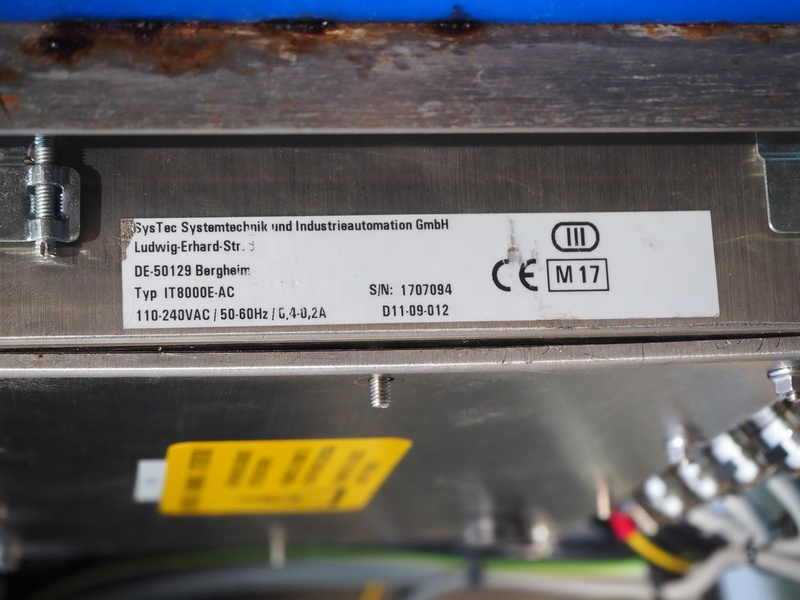 SysTec Systemtechnik und Industrieautomation GmbH
Ludwig-Erhard-Str.
DE-50129 Bergheim
Typ IT8000E-AC
S/N: 1707094
110-240VAC / 50-60Hz / 0,4-0,2A
D11-09-012
III
CE M 17